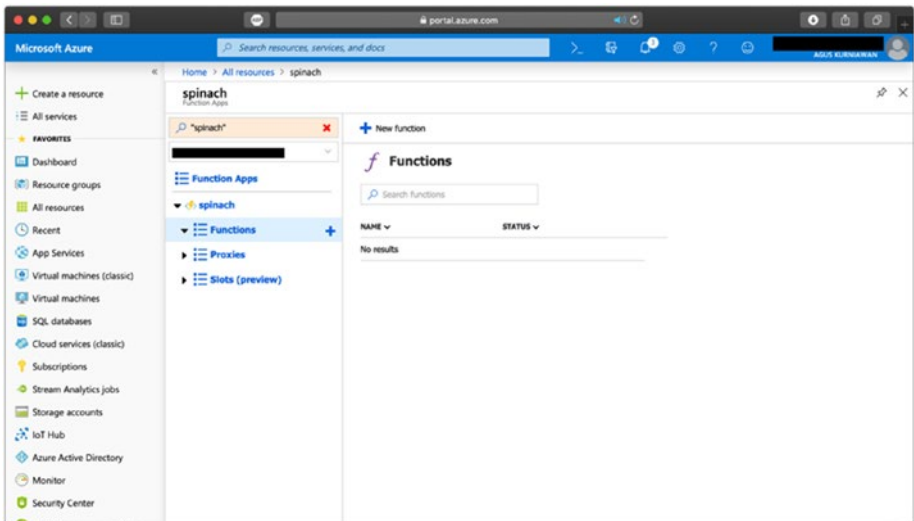 portal.azure.com
Microsoft Azure
Search resources, services, and docs
AGUS KURNIAWAN
Home > All resources > spinach
Create a resource
All services
FAVORITES
Dashboard
Resource groups
All resources
Recent
App Services
Virtual machines (classic)
Virtual machines
SQL databases
Cloud services (classic)
Subscriptions
Stream Analytics jobs
Storage accounts
IoT Hub
Azure Active Directory
Monitor
Security Center
spinach
Function Apps
"spinach"
Function Apps
spinach
Functions
Proxies
Slots (preview)
New function
Functions
Search functions
NAME STATUS
No results